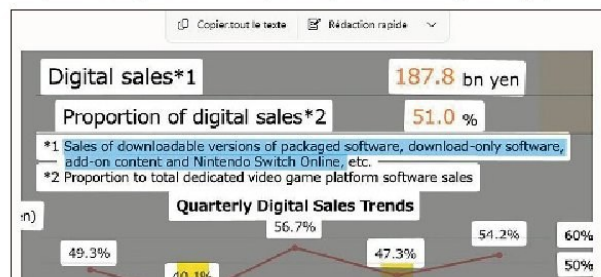 Copier tout le texte Rédaction rapide
Digital sales*1 187.8 bn yen
Proportion of digital sales*2 51.0 %
*1 Sales of downloadable versions of packaged software, download-only software,
add-on content and Nintendo Switch Online, etc.
*2 Proportion to total dedicated video game platform software sales
Quarterly Digital Sales Trends
en)
56.7%
54.2%
60%
49.3%
47.3%
40.1%
50%